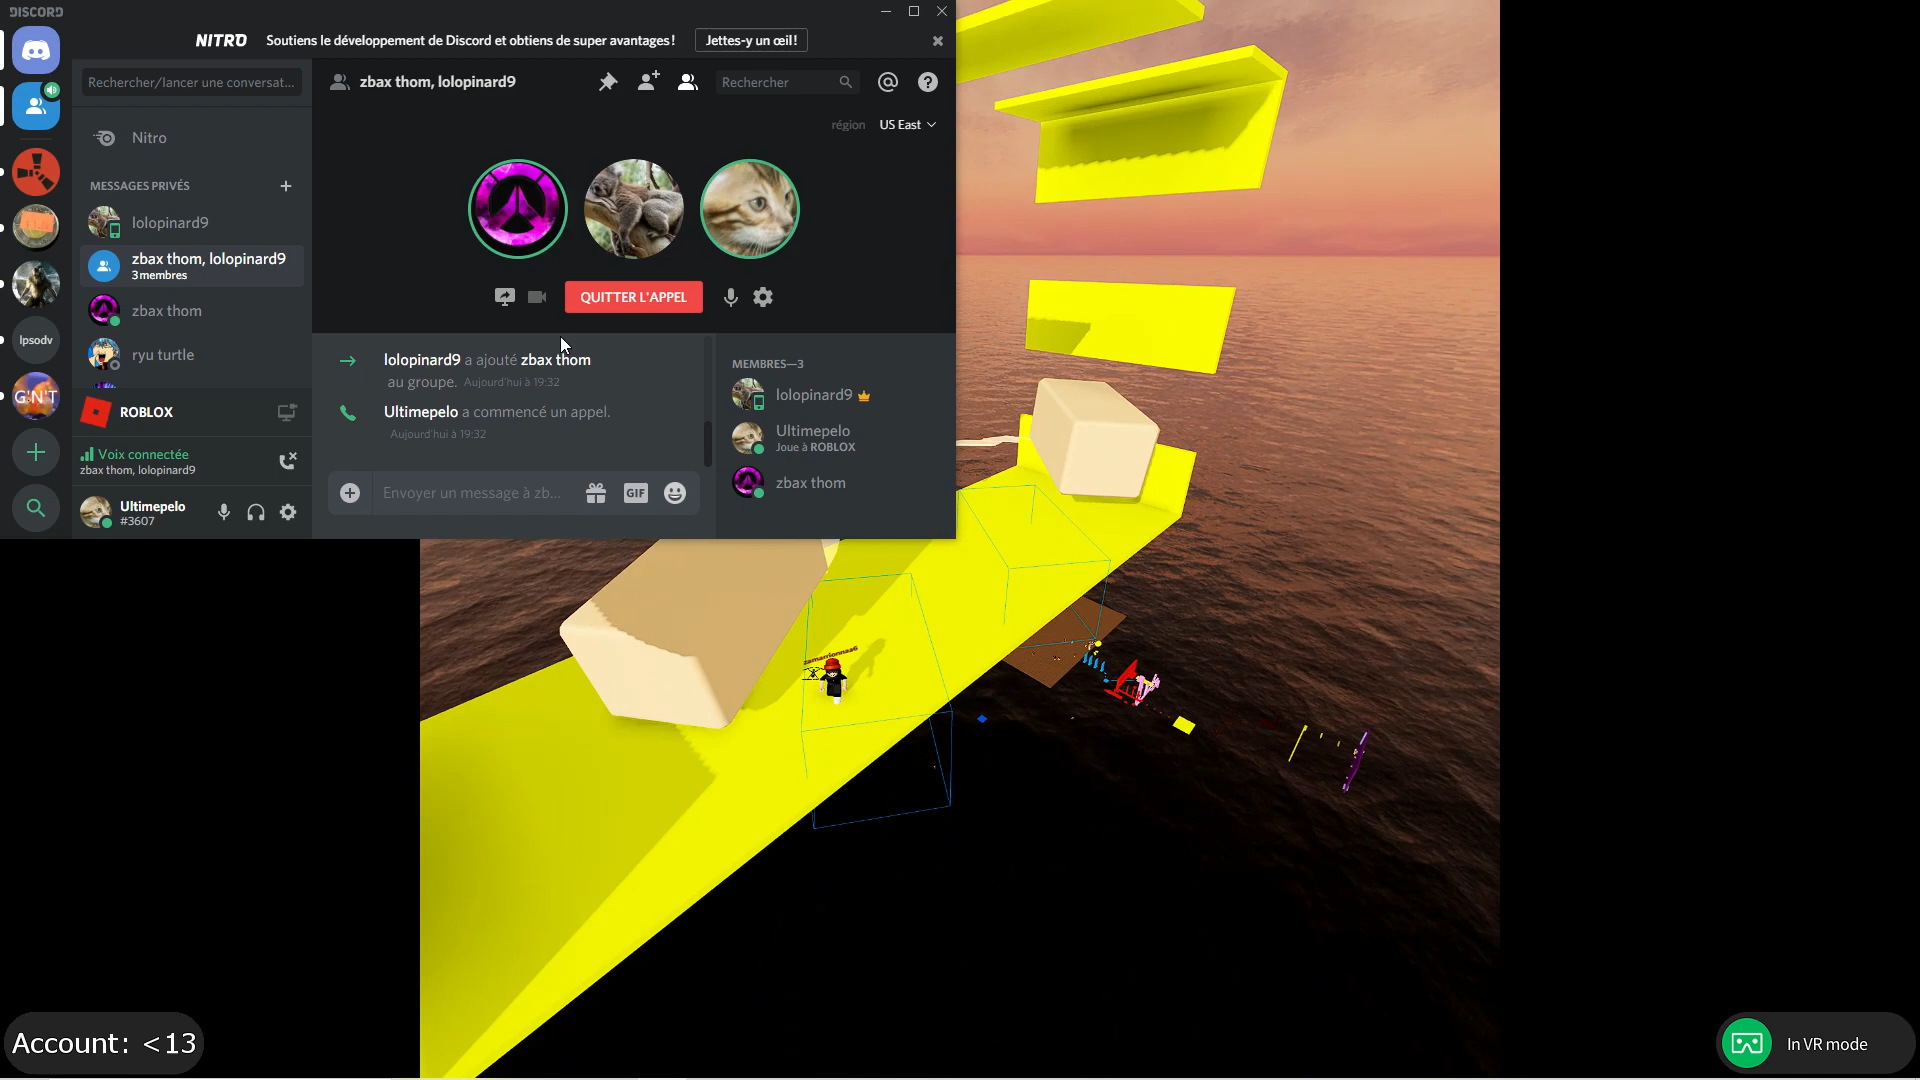 DISCORD
NITRO Soutiens le développement de Discord et obtiens de super avantages! Jettes-y un œil!
Rechercher/lancer une conversat...
zbax thom, lolopinard9
Rechercher
région US East
Nitro
MESSAGES PRIVÉS
lolopinard9
zbax thom, lolopinard9
3 membres
zbax thom
ryu turtle
lpsodv
G!N'T
ROBLOX
Voix connectée
zbax thom, lolopinard9
Ultimepelo
#3607
QUITTER L'APPEL
lolopinard9 a ajouté zbax thom
au groupe. Aujourd'hui à 19:32
Ultimepelo a commencé un appel.
Aujourd'hui à 19:32
Envoyer un message à zb...
GIF
MEMBRES—3
lolopinard9
Ultimepelo
Joue à ROBLOX
zbax thom
zamarrionnaa6
Account: <13
In VR mode